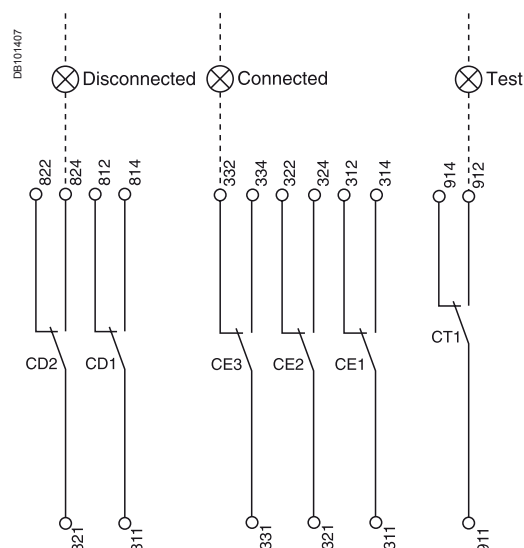 DB101407
Disconnected
Connected
Test
822
824
812
814
332
334
322
324
312
314
914
912
CD2
CD1
CE3
CE2
CE1
CT1
821
811
331
321
311
911